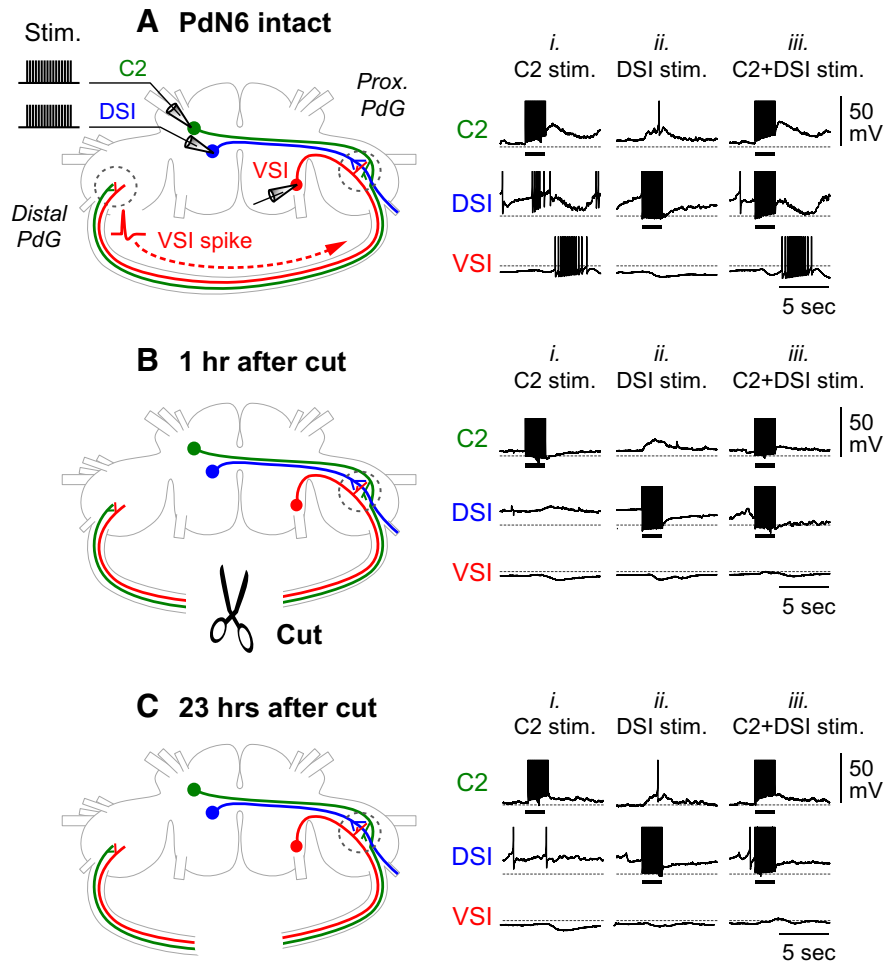 A PdN6 intact
Stim.
C2
DSI
Prox.
PdG
VSI
Distal
PdG
VSI spike
i.
C2 stim.
ii.
DSI stim.
iii.
C2+DSI stim.
C2
50
mV
DSI
VSI
5 sec
B 1 hr after cut
Cut
i.
C2 stim.
ii.
DSI stim.
iii.
C2+DSI stim.
C2
50
mV
DSI
VSI
5 sec
C 23 hrs after cut
i.
C2 stim.
ii.
DSI stim.
iii.
C2+DSI stim.
C2
50
mV
DSI
VSI
5 sec